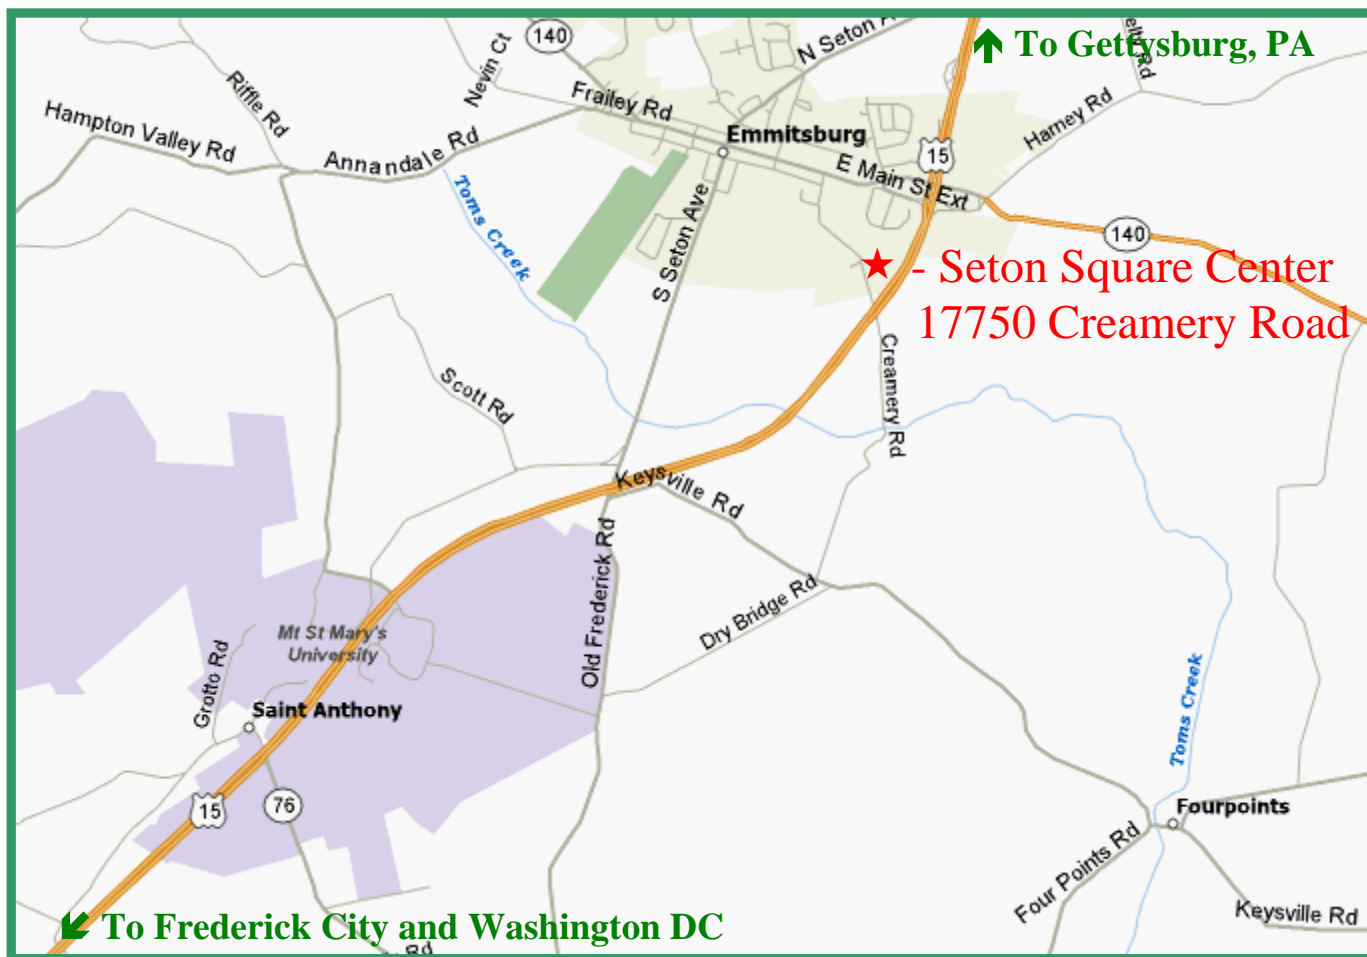 140
N Seton A
To Gettysburg, PA
Rd
Nevin Ct
Riffle Rd
Frailey Rd
Harney Rd
Hampton Valley Rd
Annandale Rd
Emmitsburg
15
E Main St Ext
Toms Creek
S Seton Ave
140
- Seton Square Center
17750 Creamery Road
Creamery Rd
Scott Rd
Keysville Rd
Old Frederick Rd
Dry Bridge Rd
Mt St Mary's
University
Grotto Rd
Saint Anthony
Toms Creek
15
76
Fourpoints
Four Points Rd
Keysville Rd
To Frederick City and Washington DC
Rd